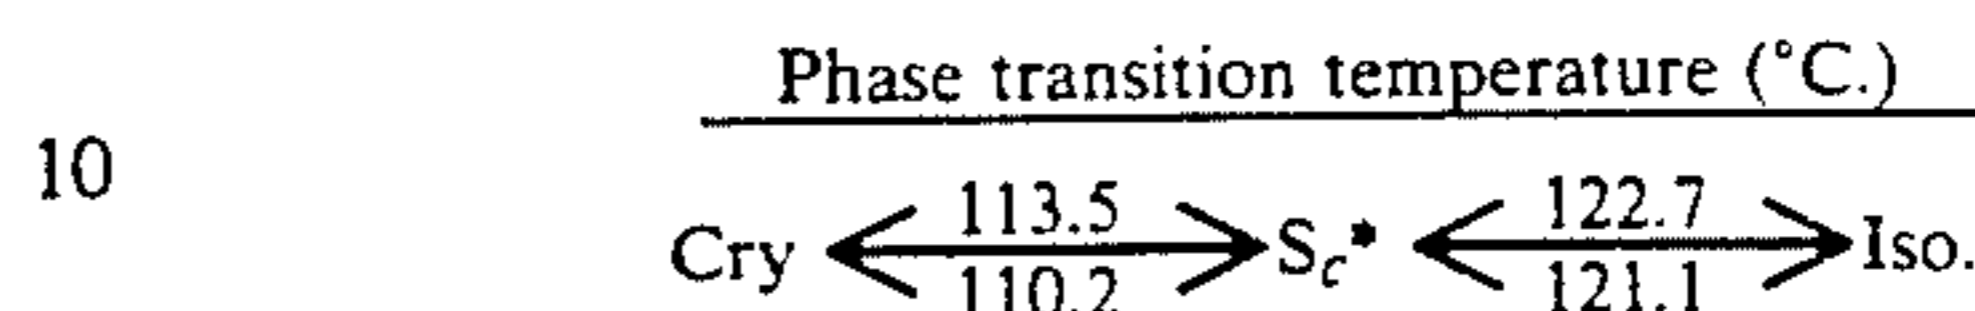 Phase transition temperature (°C.)
10
113.5 122.7
Cry S_c* Iso.
110.2 121.1